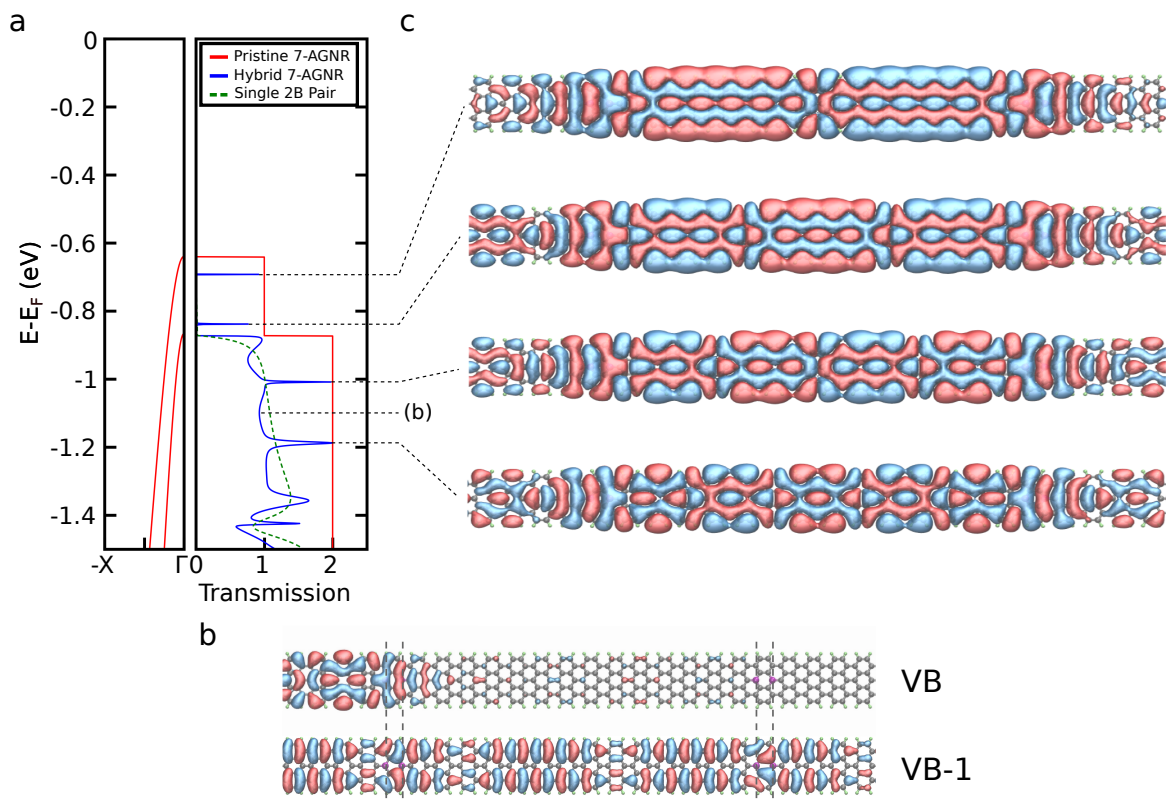 a
c
0
-0.2
-0.4
-0.6
-0.8
-1
-1.2
-1.4
E-E_F (eV)
Pristine 7-AGNR
Hybrid 7-AGNR
Single 2B Pair
(b)
-X Γ 0 1 2
Transmission
b
VB
VB-1